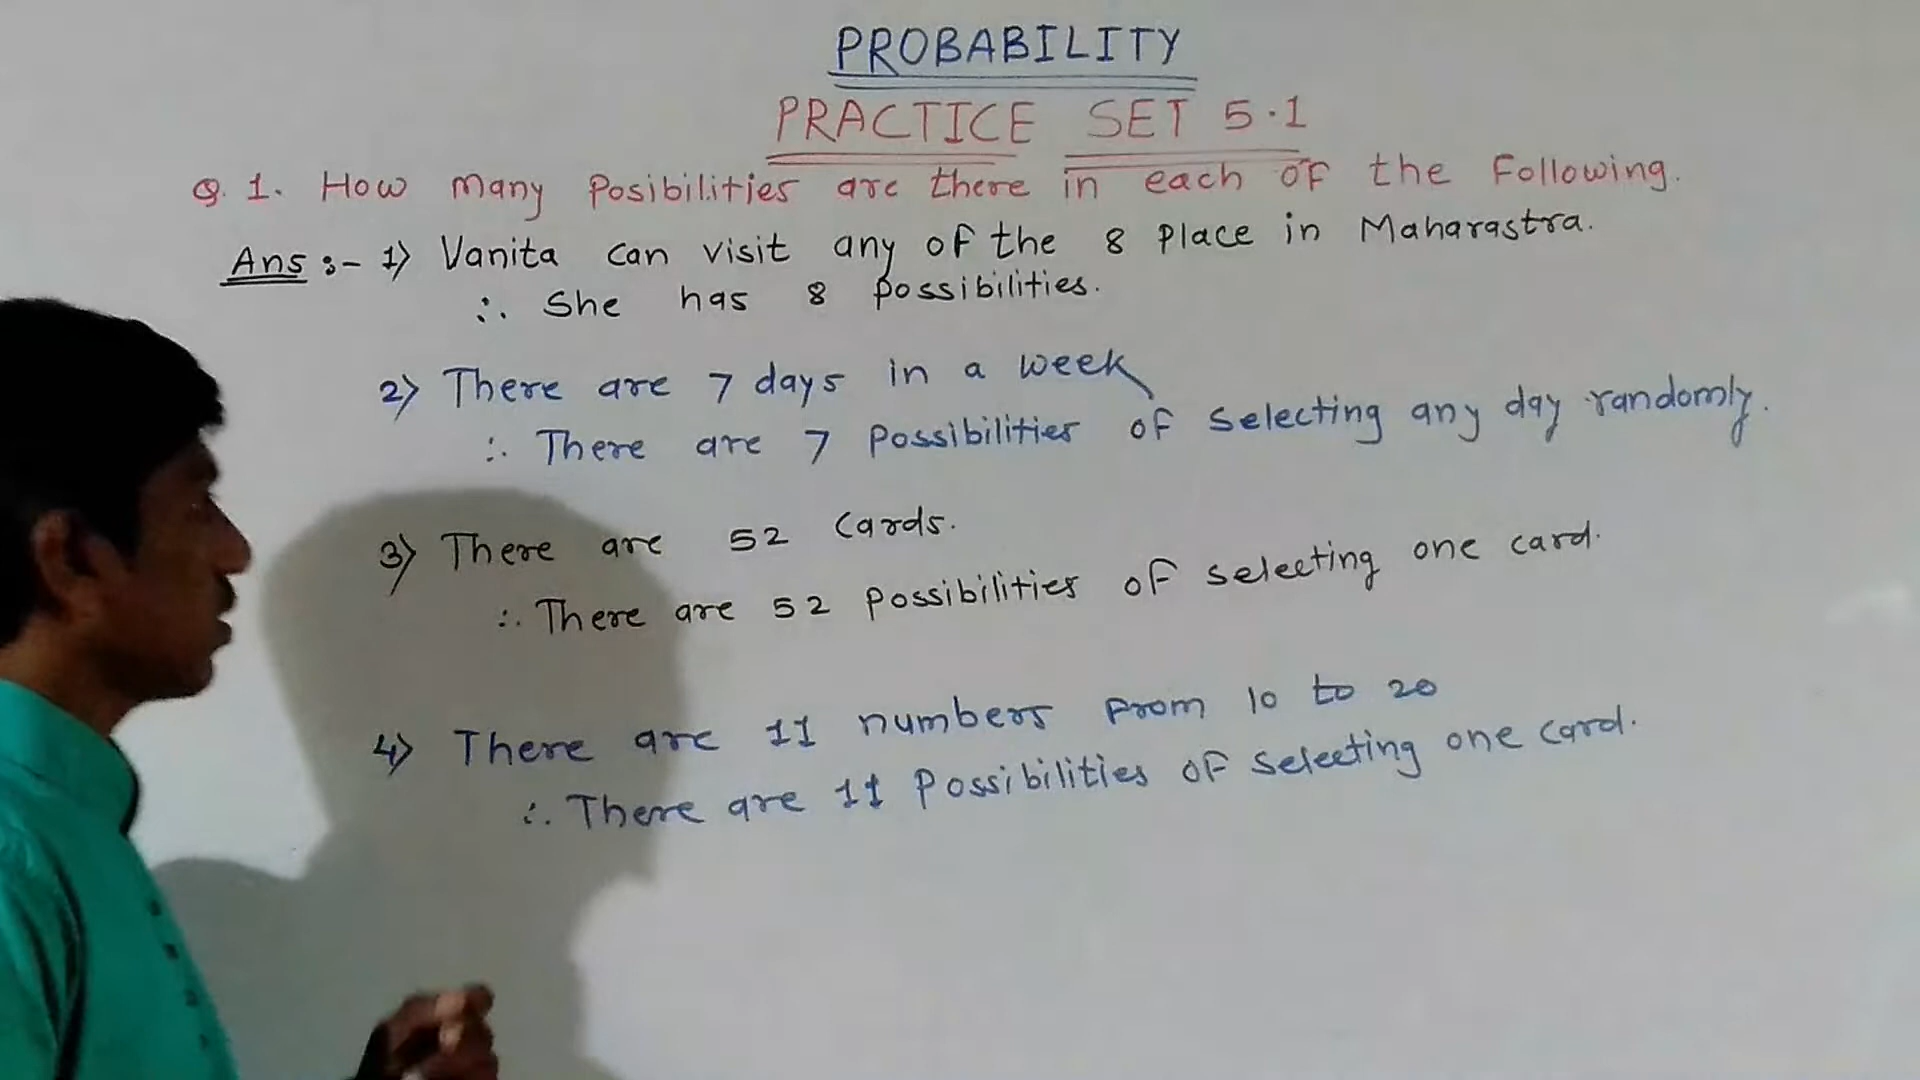 PROBABILITY
PRACTICE SET 5.1
Q. 1. How many Posibilities are there in each of the Following.
Ans :- 1) Vanita can visit any of the 8 Place in Maharastra.
∴ She has 8 possibilities.
2) There are 7 days in a week
∴ There are 7 Possibilities of selecting any day randomly.
3) There are 52 Cards.
∴ There are 52 possibilities of selecting one card.
4) There are 11 numbers From 10 to 20
∴ There are 11 Possibilities of selecting one card.